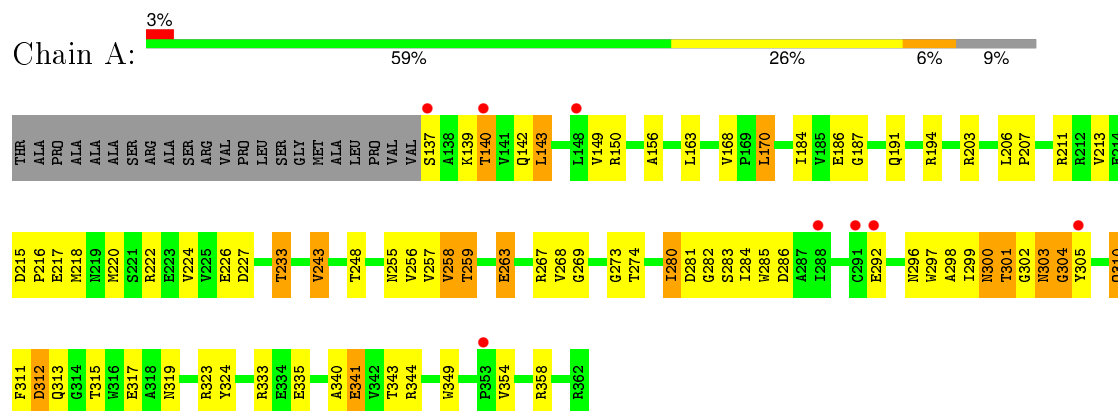 3%
Chain A:
59% 26% 6% 9%
THR ALA PRO ALA ALA ALA SER ARG ALA SER ARG VAL PRO LEU SER GLY MET ALA LEU PRO VAL VAL S137 A138 K139 T140 V141 Q142 L143 L148 V149 R150 A156 L163 V168 P169 L170 I184 V185 E186 G187 Q191 R194 R203 L206 P207 R211 R212 V213
D215 P216 E217 M218 N219 M220 S221 R222 E223 V224 V225 E226 D227 T233 V243 T248 N255 V256 V257 V258 T259 E263 R267 V268 G269 G273 T274 I280 D281 G282 S283 I284 W285 D286 A287 I288 C291 E292 N296 W297 A298 I299 N300 T301 G302 N303 G304 Y305
F311 D312 Q313 G314 T315 W316 E317 A318 N319 R323 Y324 R333 E334 E335 A340 E341 V342 T343 R344 W349 P353 V354 R358 R362